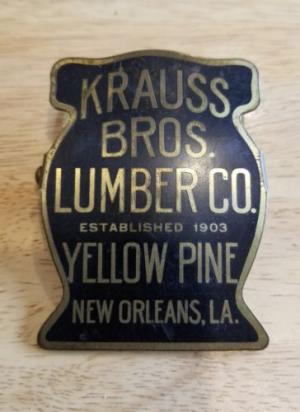 KRAUSS
BROS.
LUMBER CO.
ESTABLISHED 1903
YELLOW PINE
NEW ORLEANS, LA.